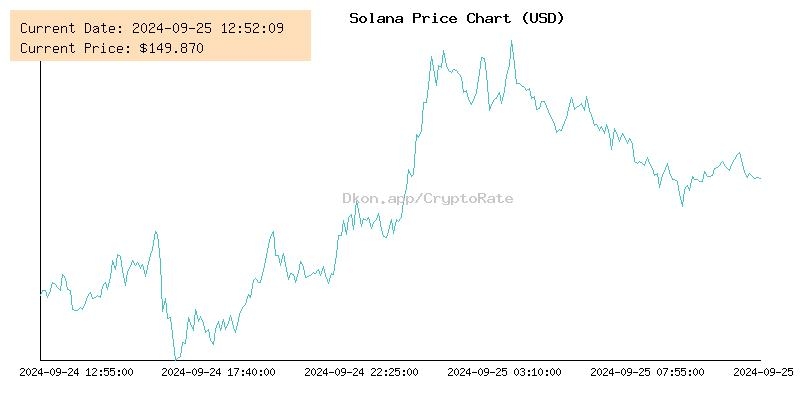 Solana Price Chart (USD)
Current Date: 2024-09-25 12:52:09
Current Price: $149.870
Dkon.app/CryptoRate
2024-09-24 12:55:00
2024-09-24 17:40:00
2024-09-24 22:25:00
2024-09-25 03:10:00
2024-09-25 07:55:00
2024-09-25